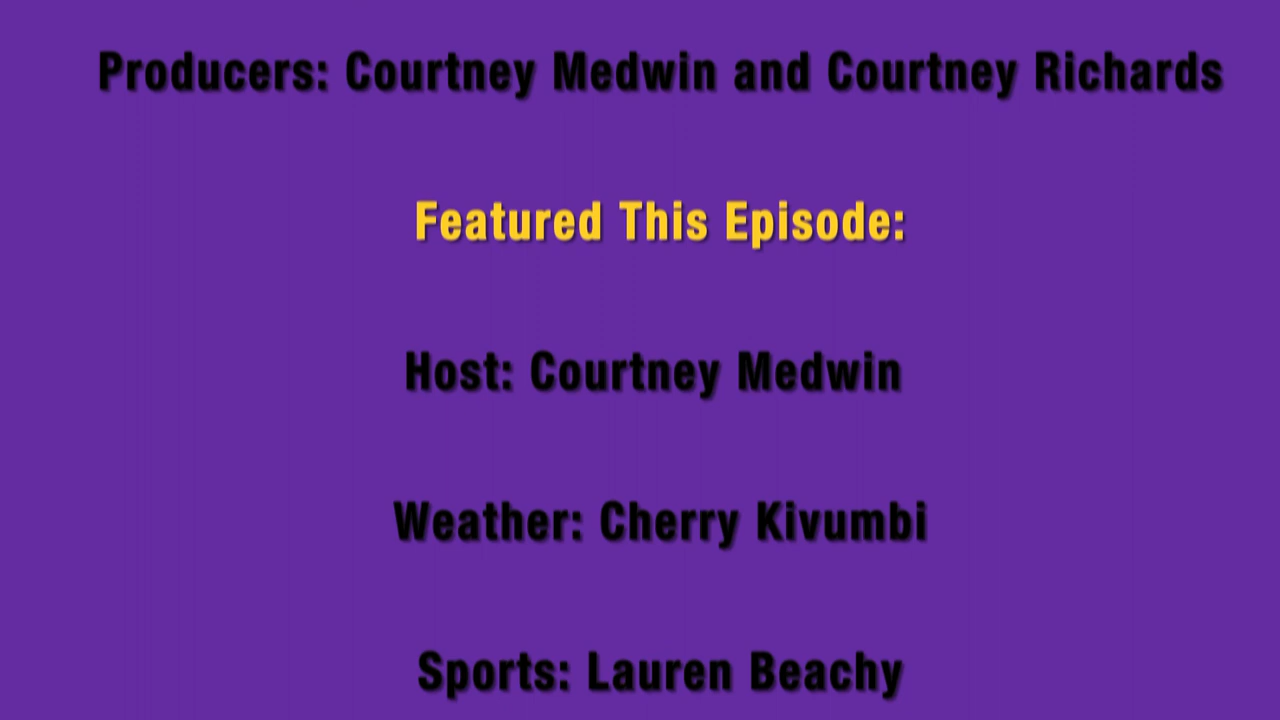 Producers: Courtney Medwin and Courtney Richards
Featured This Episode:
Host: Courtney Medwin
Weather: Cherry Kivumbi
Sports: Lauren Beachy